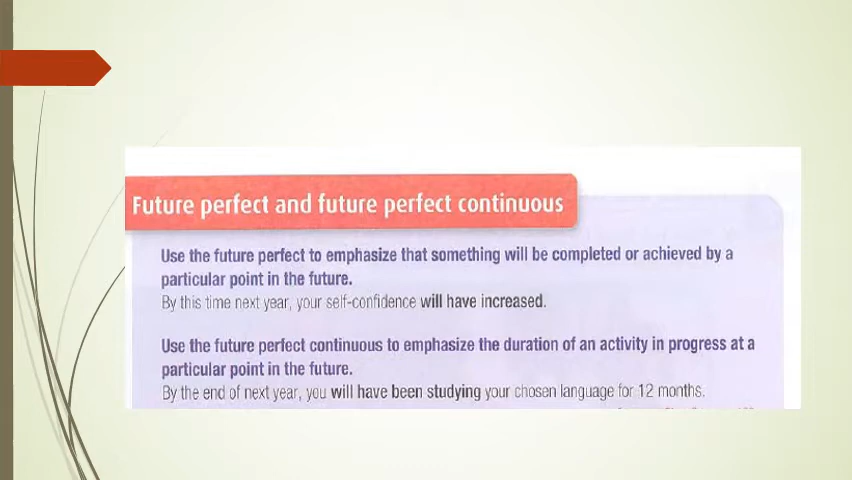 Future perfect and future perfect continuous
Use the future perfect to emphasize that something will be completed or achieved by a
particular point in the future.
By this time next year, your self-confidence will have increased.
Use the future perfect continuous to emphasize the duration of an activity in progress at a
particular point in the future.
By the end of next year, you will have been studying your chosen language for 12 months.